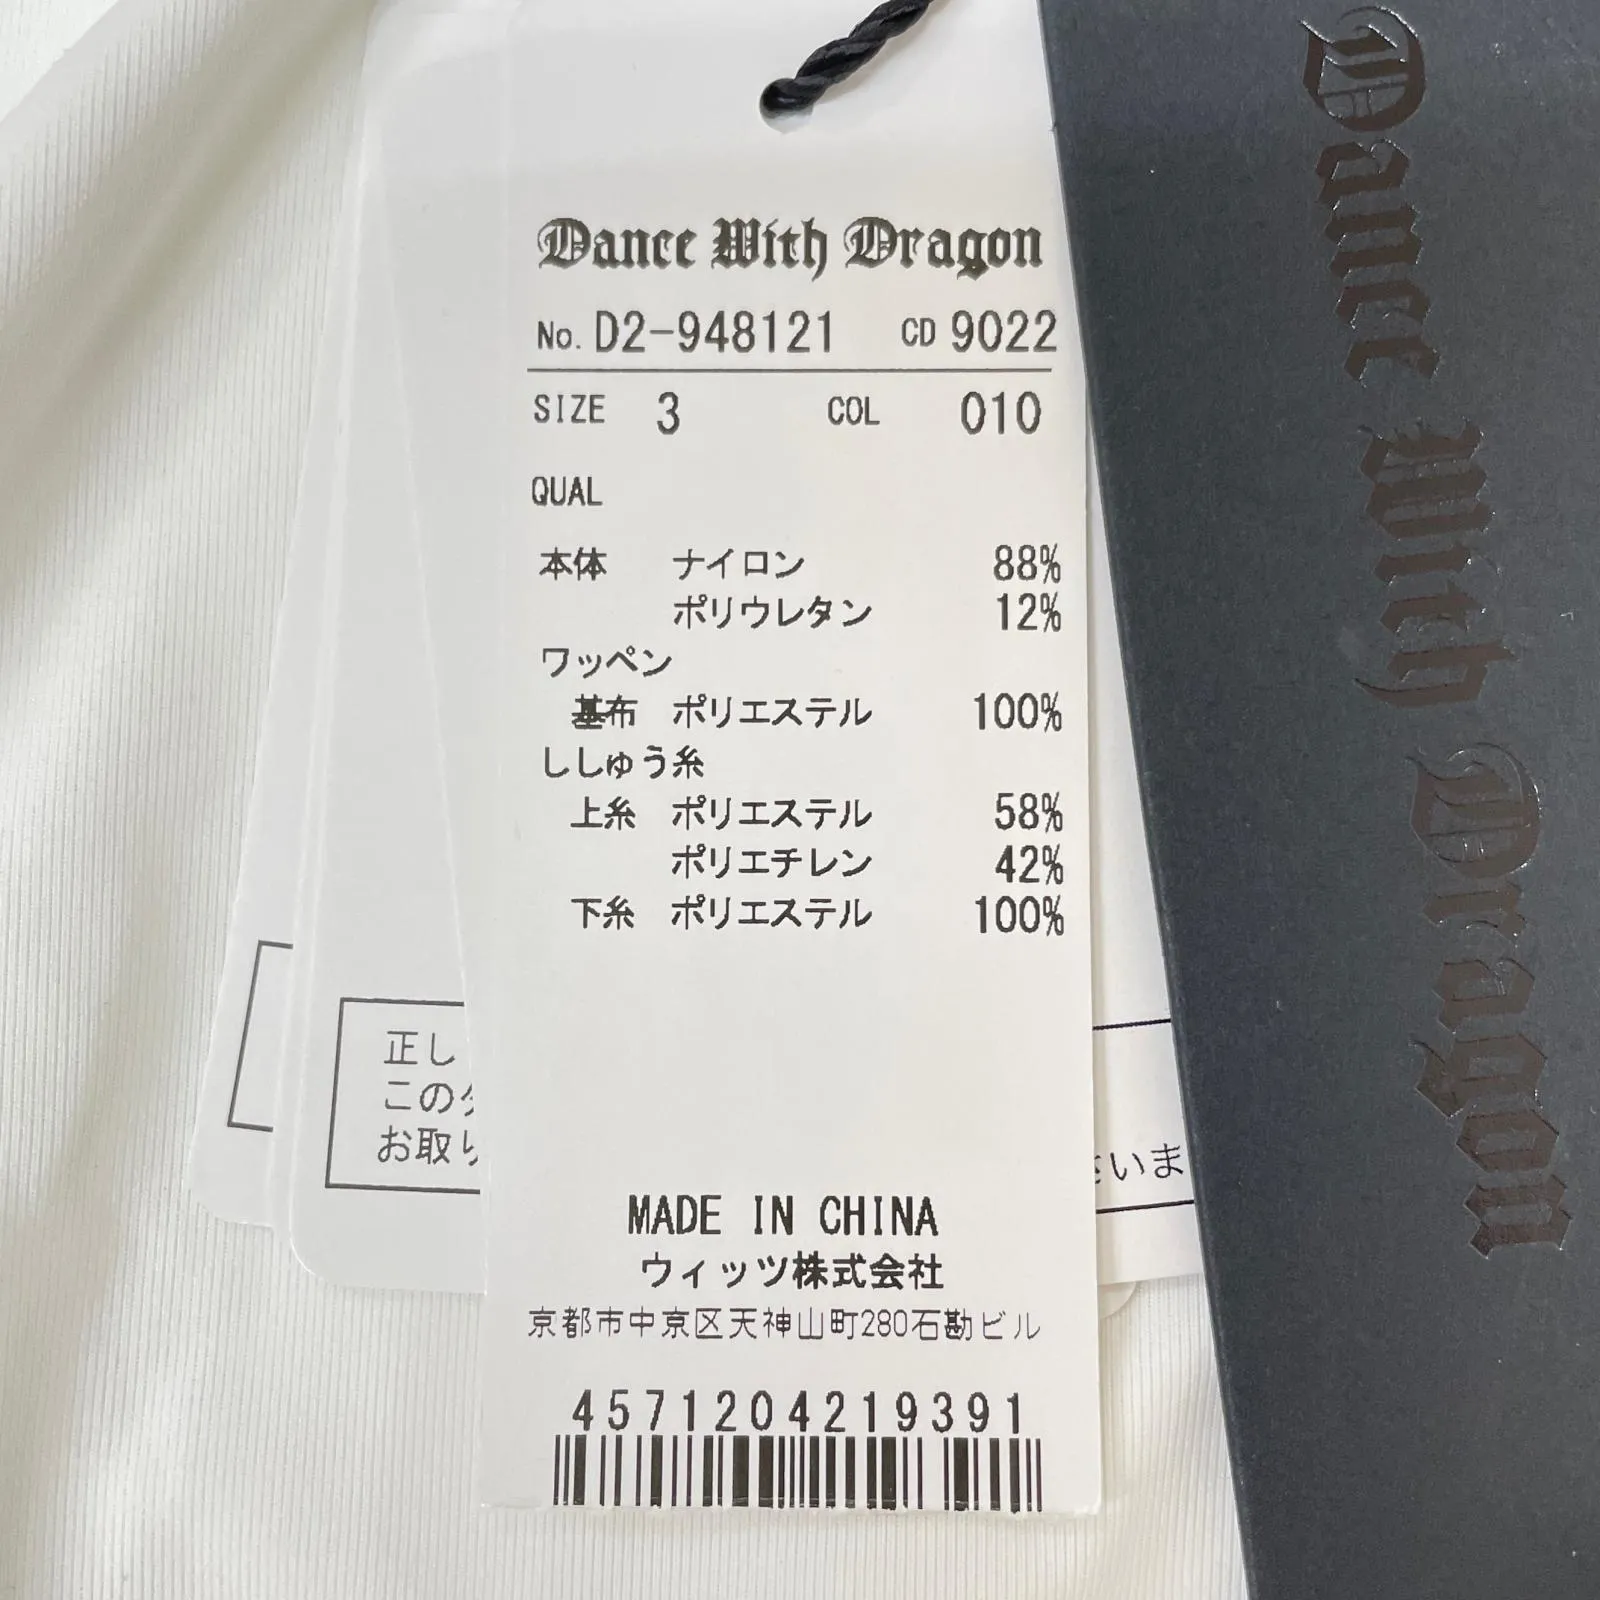 Dance With Dragon
No. D2-948121 CD 9022
SIZE 3 COL 010
QUAL
本体 ナイロン 88%
ポリウレタン 12%
ワッペン
基布 ポリエステル 100%
ししゅう糸
上糸 ポリエステル 58%
ポリエチレン 42%
下糸 ポリエステル 100%
MADE IN CHINA
ウィッツ株式会社
京都市中京区天神山町280石勘ビル
4571204219391
正し
この
お取り
いま
Dance With Dragon